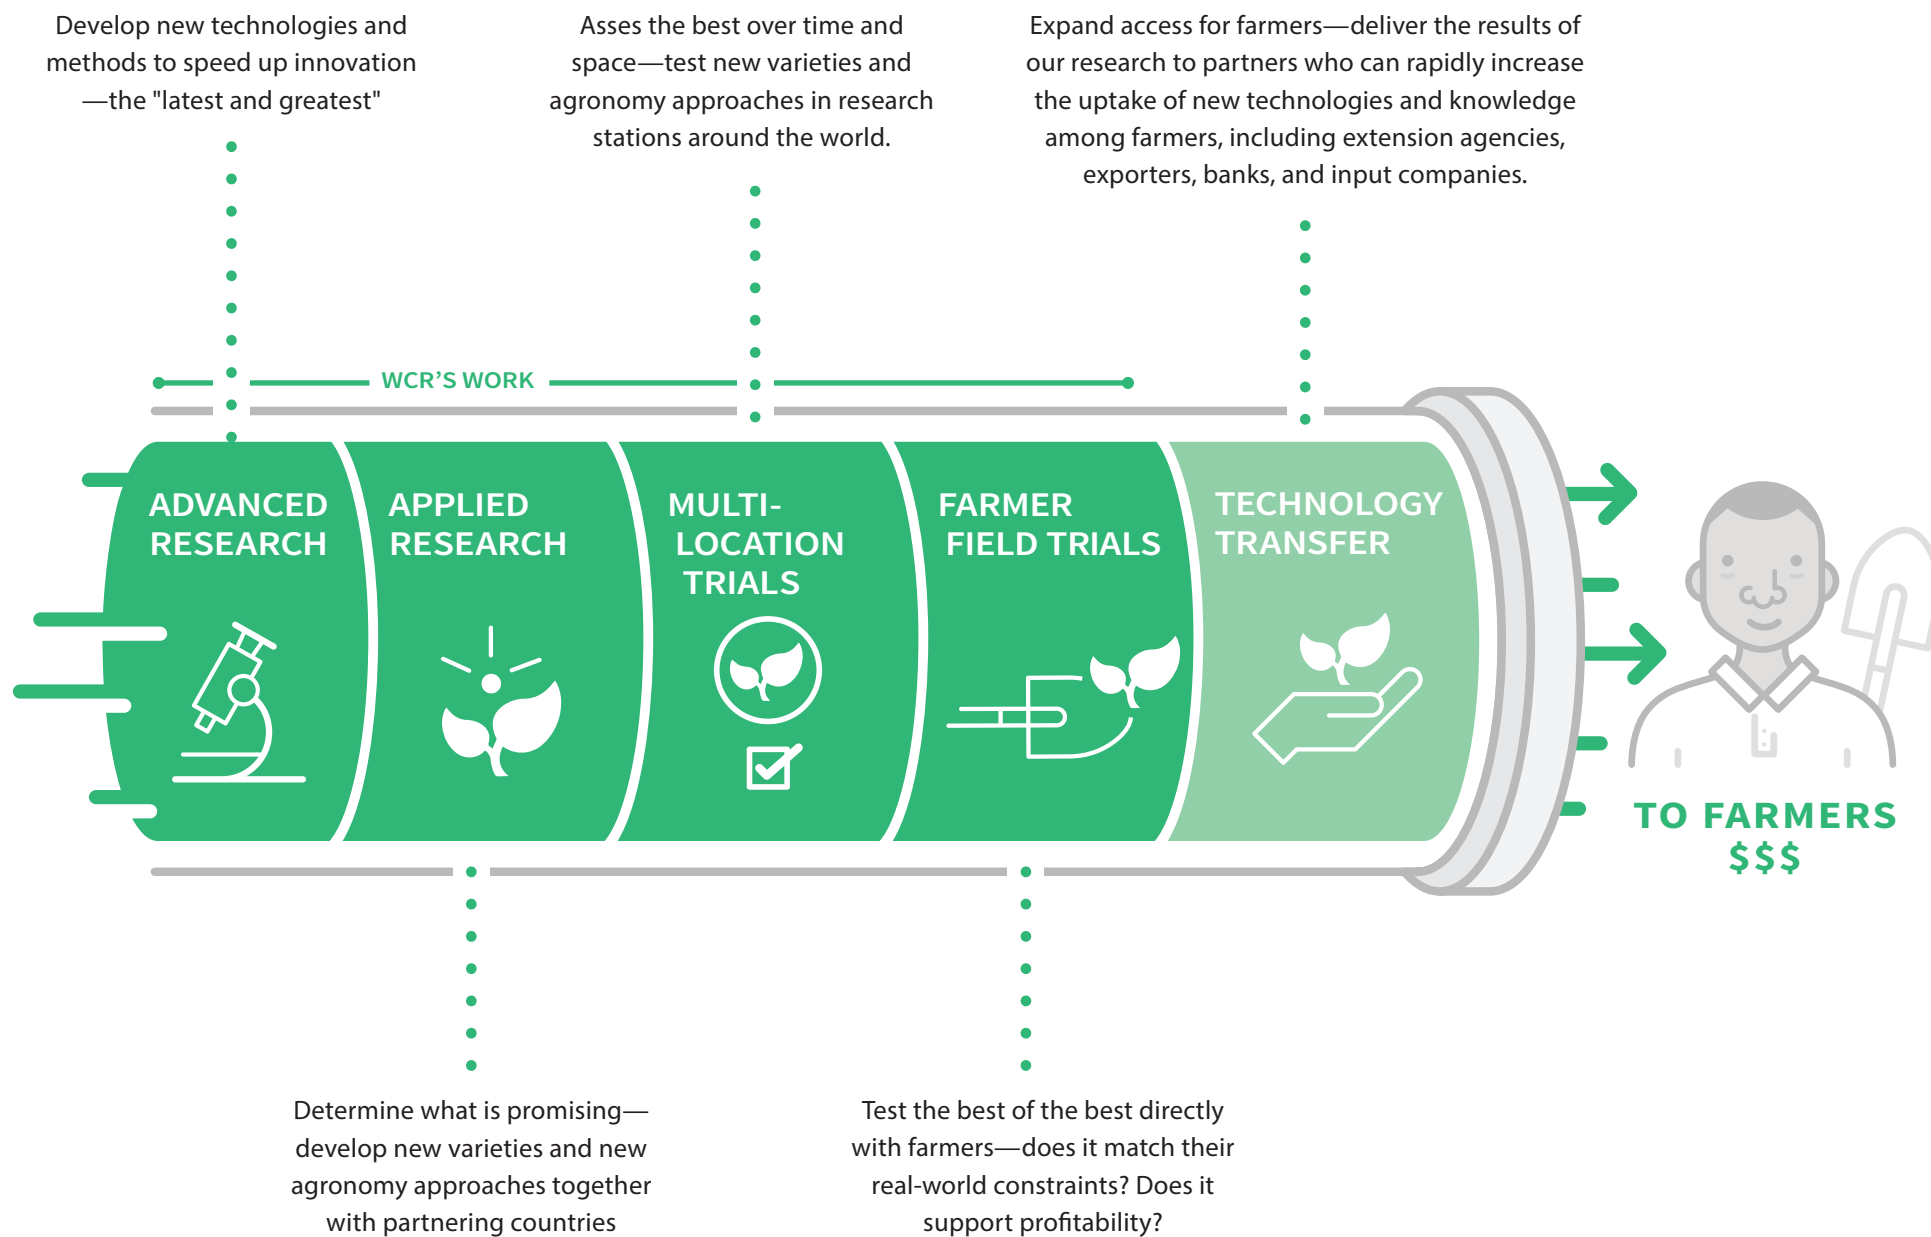 Develop new technologies and
methods to speed up innovation
—the "latest and greatest"
Asses the best over time and
space—test new varieties and
agronomy approaches in research
stations around the world.
Expand access for farmers—deliver the results of
our research to partners who can rapidly increase
the uptake of new technologies and knowledge
among farmers, including extension agencies,
exporters, banks, and input companies.
WCR’S WORK
ADVANCED
RESEARCH
APPLIED
RESEARCH
MULTI-
LOCATION
TRIALS
FARMER
FIELD TRIALS
TECHNOLOGY
TRANSFER
TO FARMERS
$$$
Determine what is promising—
develop new varieties and new
agronomy approaches together
with partnering countries
Test the best of the best directly
with farmers—does it match their
real-world constraints? Does it
support profitability?